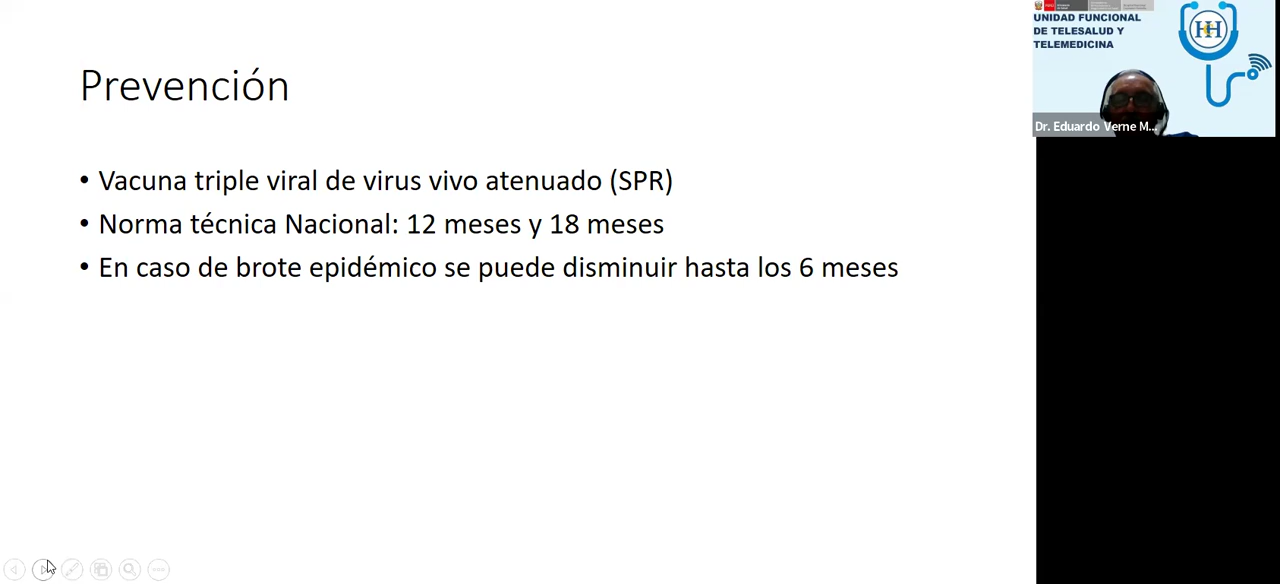 Prevención
• Vacuna triple viral de virus vivo atenuado (SPR)
• Norma técnica Nacional: 12 meses y 18 meses
• En caso de brote epidémico se puede disminuir hasta los 6 meses
UNIDAD FUNCIONAL
DE TELESALUD Y
TELEMEDICINA
Dr. Eduardo Verne M...